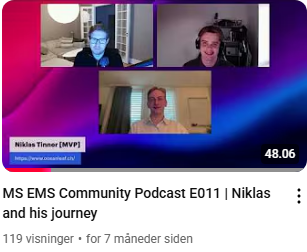 Niklas Tinner [MVP]
https://www.oceanleaf.ch/
48.06
MS EMS Community Podcast E011 | Niklas
and his journey
119 visninger • for 7 måneder siden